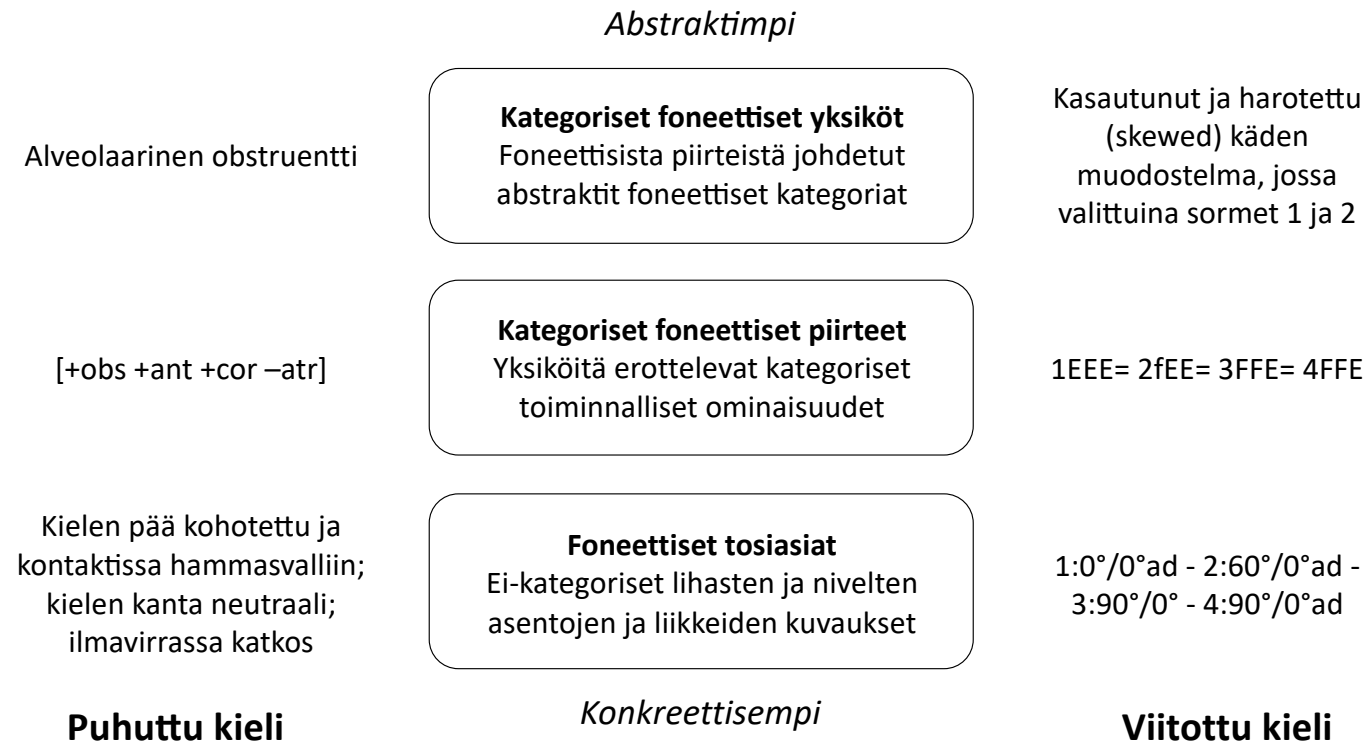 Abstraktimpi
Alveolaarinen obstruentti
Kategoriset foneettiset yksiköt
Foneettisista piirteistä johdetut
abstraktit foneettiset kategoriat
Kasautunut ja harotettu
(skewed) käden
muodostelma, jossa
valittuina sormet 1 ja 2
[+obs +ant +cor –atr]
Kategoriset foneettiset piirteet
Yksiköitä erottelevat kategoriset
toiminnalliset ominaisuudet
1EEE= 2fEE= 3FFE= 4FFE
Kielen pää kohotettu ja
kontaktissa hammasvalliin;
kielen kanta neutraali;
ilmavirrassa katkos
Foneettiset tosiasiat
Ei-kategoriset lihasten ja nivelten
asentojen ja liikkeiden kuvaukset
1:0°/0°ad - 2:60°/0°ad -
3:90°/0° - 4:90°/0°ad
Puhuttu kieli
Konkreettisempi
Viitottu kieli